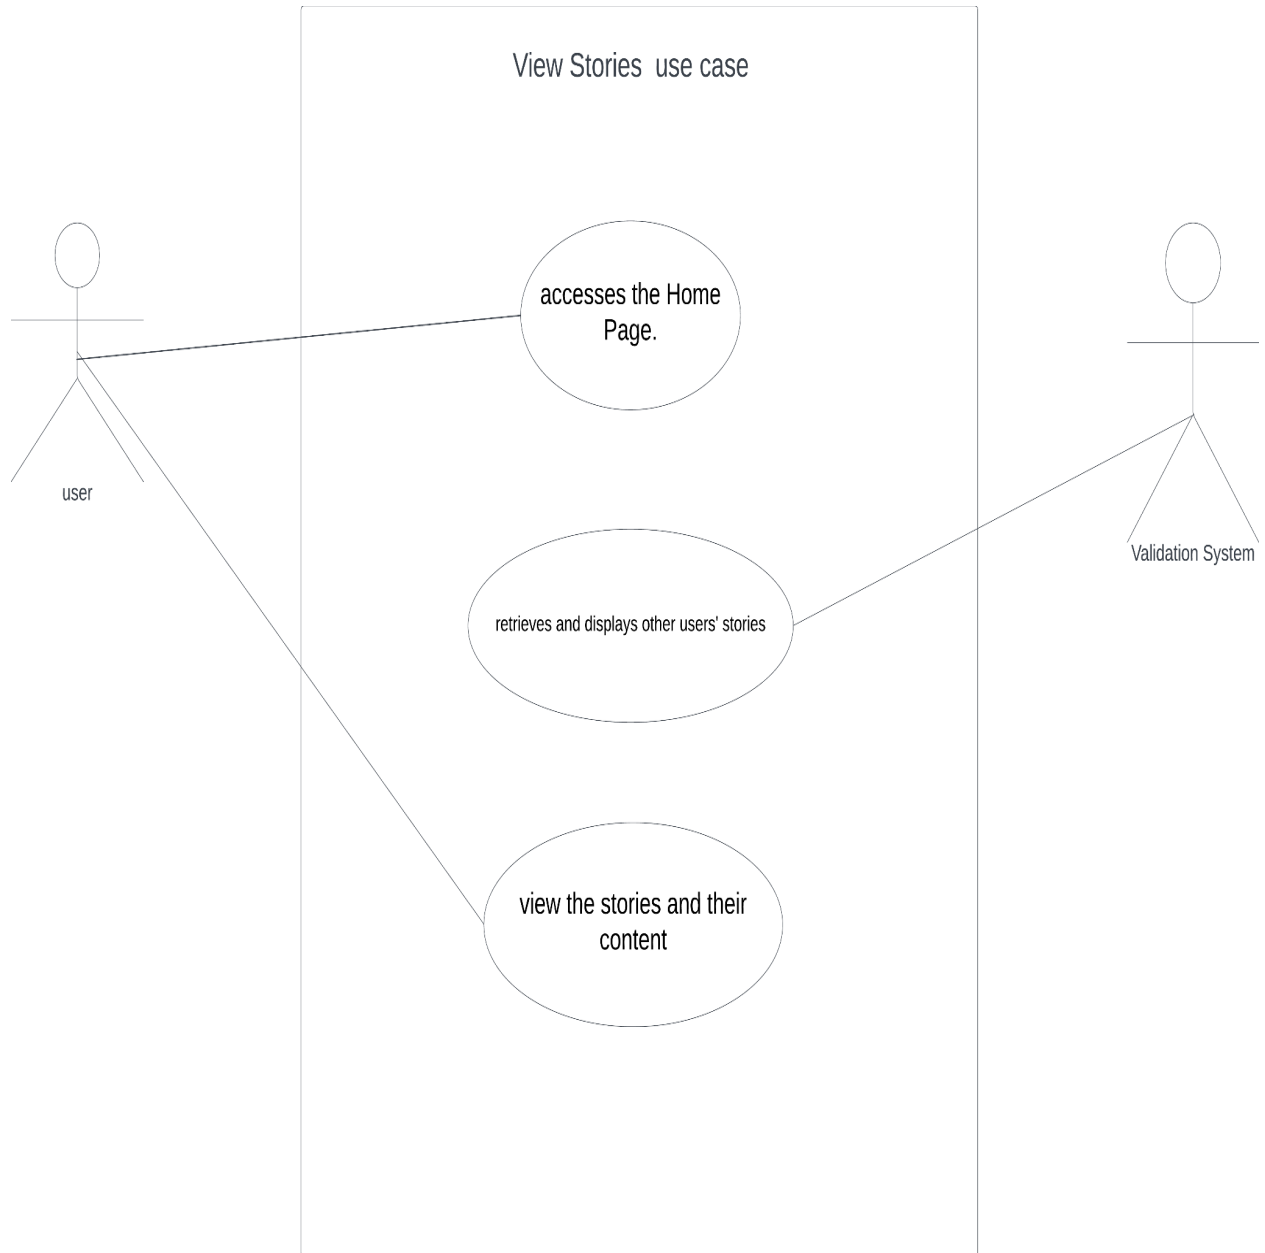 View Stories  use case
accesses the Home
Page.
user
Validation System
retrieves and displays other users' stories
view the stories and their
content